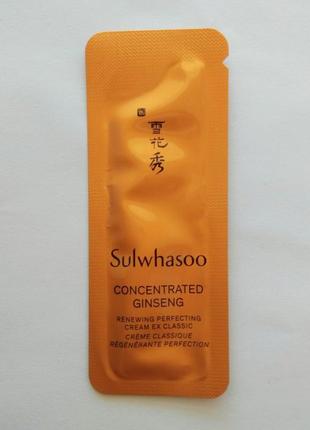 雪
花
秀
Sulwhasoo
CONCENTRATED
GINSENG
RENEWING PERFECTING
CREAM EX CLASSIC
CRÈME CLASSIQUE
RÉGÉNÉRANTE PERFECTION